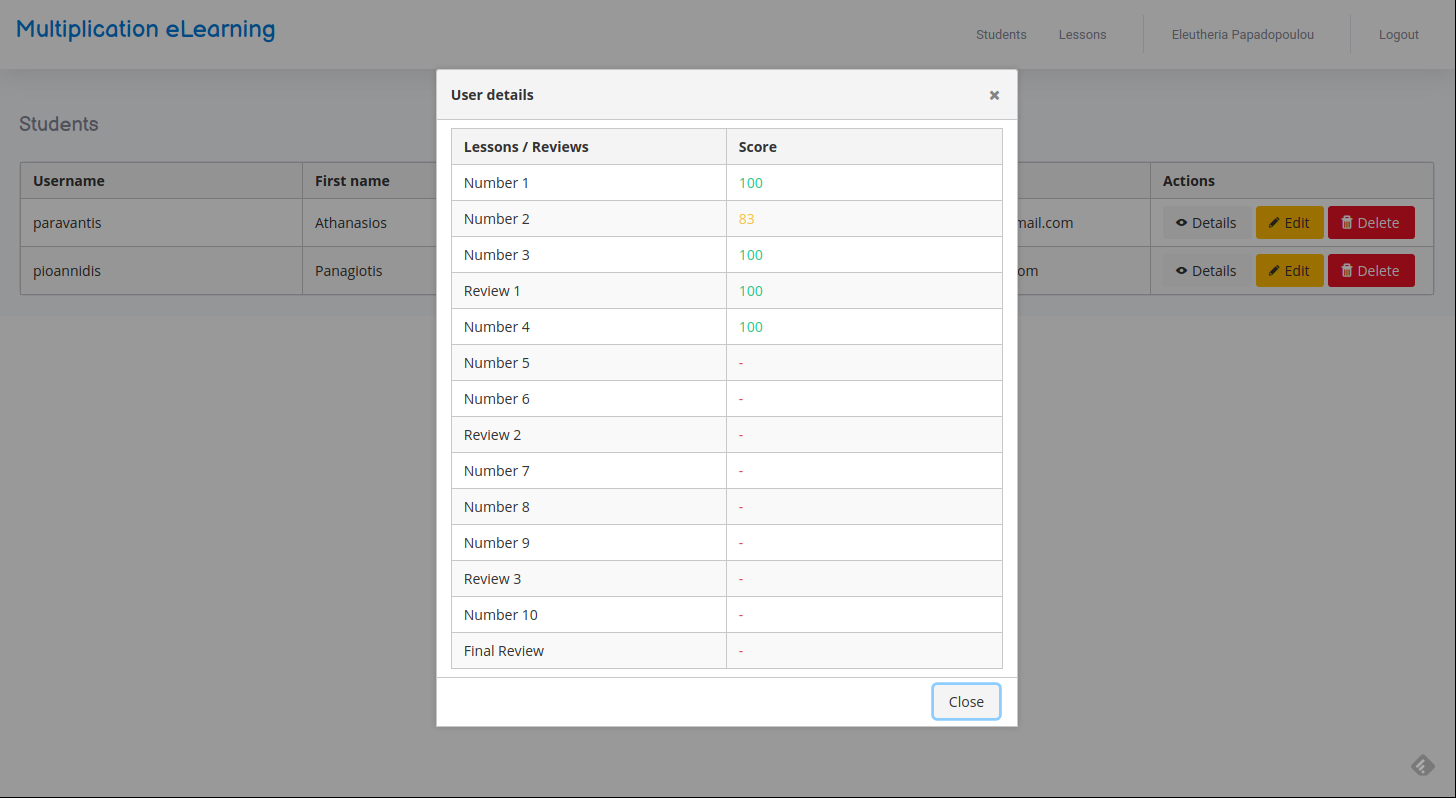 Multiplication eLearning
Students Lessons Eleutheria Papadopoulou Logout
Students
Username First name Actions
paravantis Athanasios mail.com Details Edit Delete
pioannidis Panagiotis om Details Edit Delete
User details ×
Lessons / Reviews Score
Number 1 100
Number 2 83
Number 3 100
Review 1 100
Number 4 100
Number 5 -
Number 6 -
Review 2 -
Number 7 -
Number 8 -
Number 9 -
Review 3 -
Number 10 -
Final Review -
Close